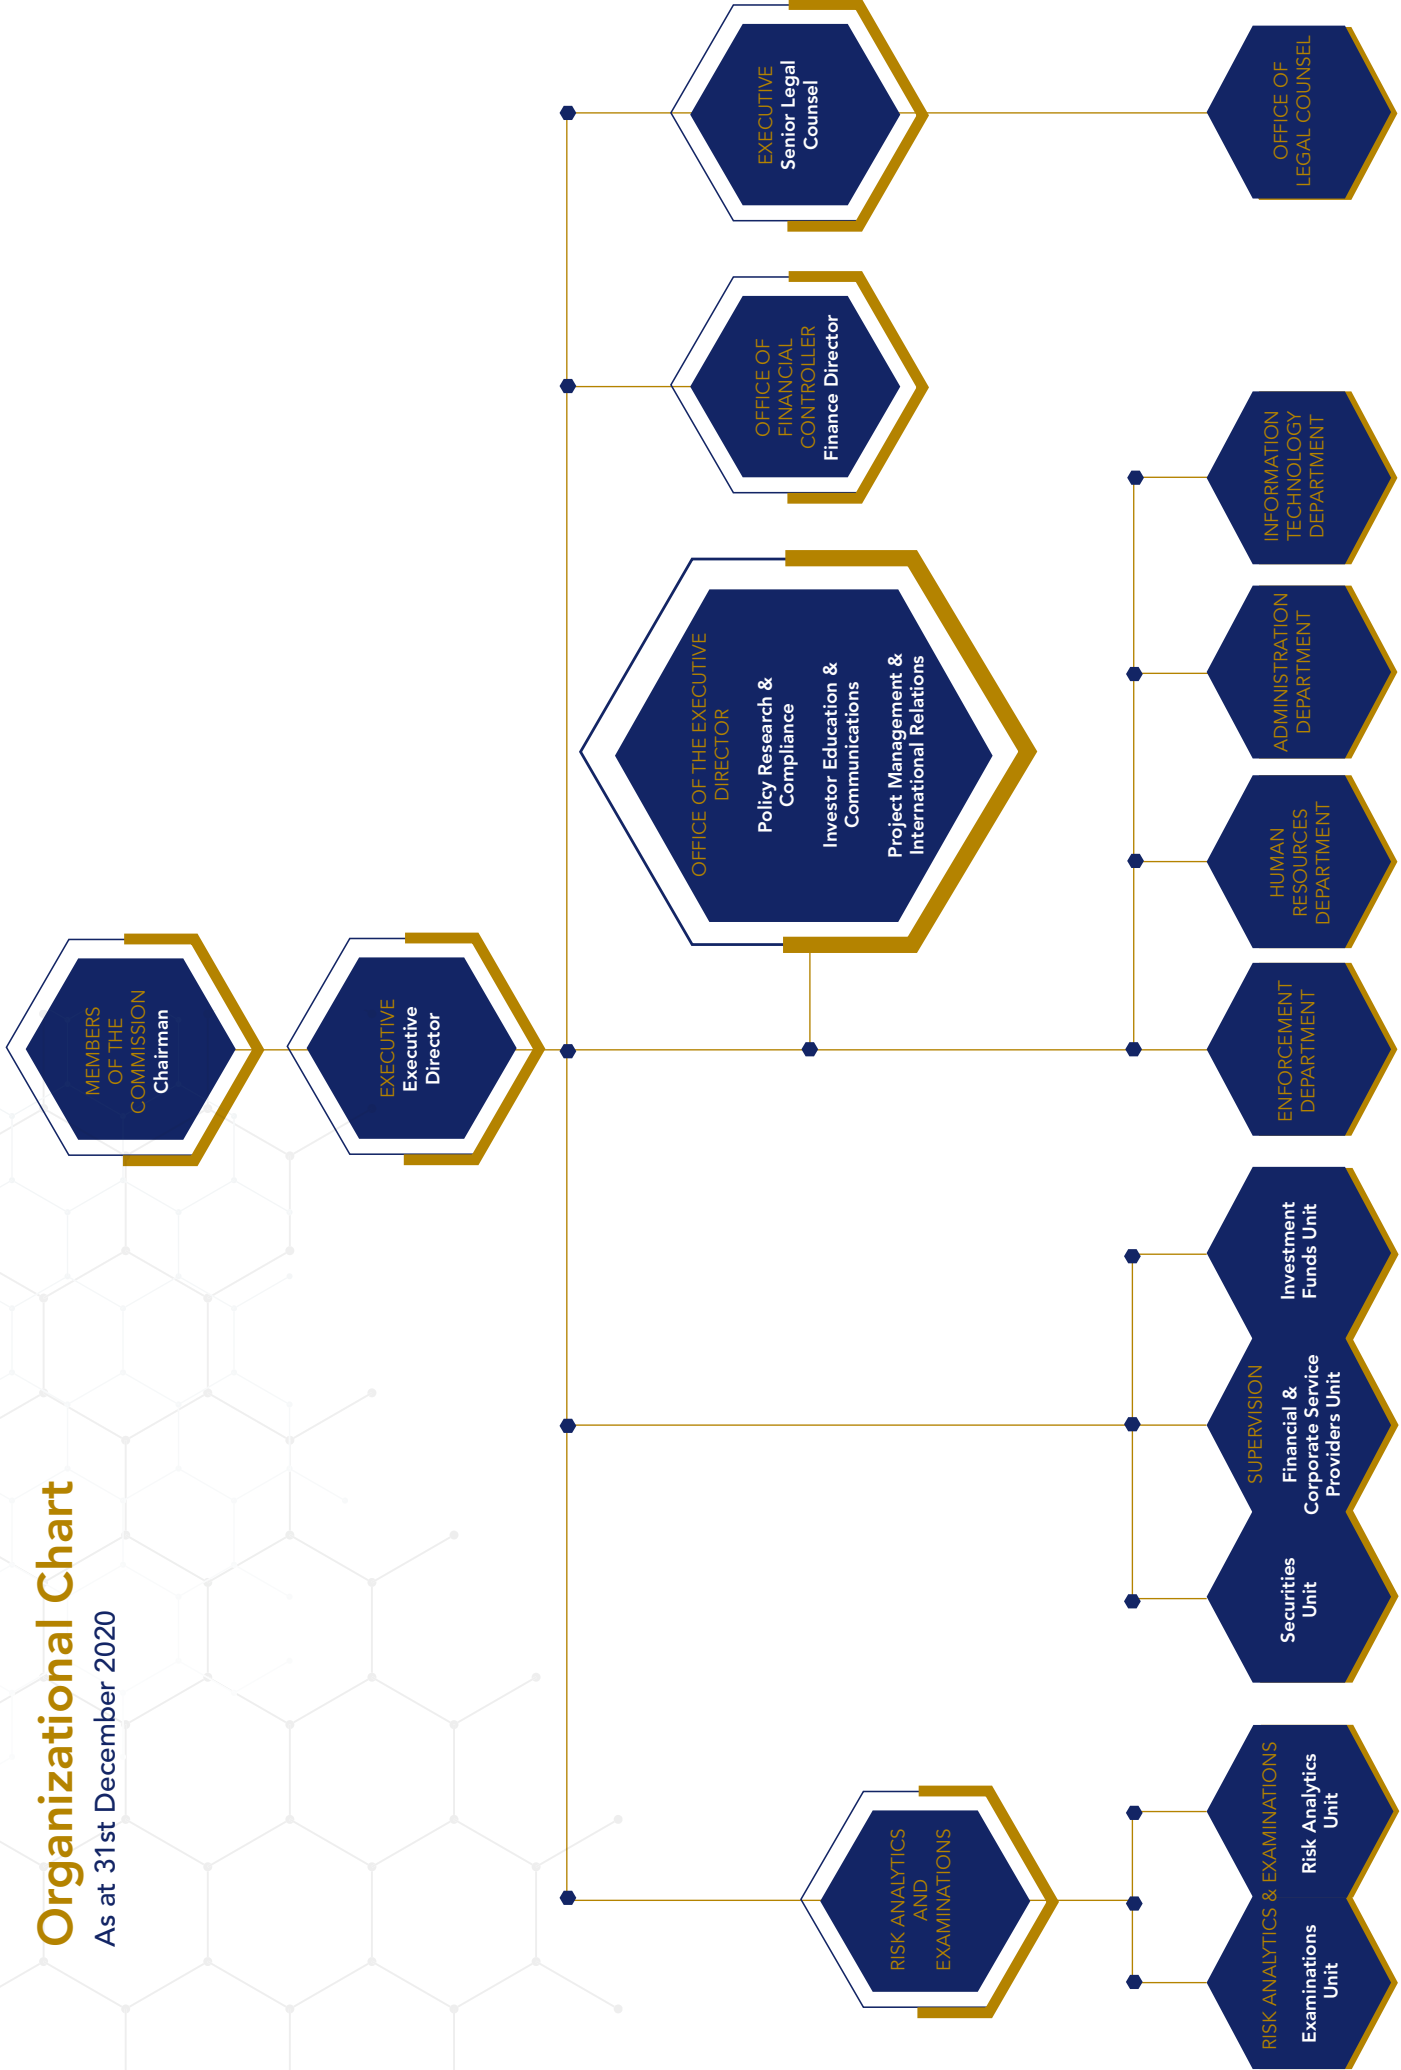 Organizational Chart
As at 31st December 2020
MEMBERS
OF THE
COMMISSION
Chairman
EXECUTIVE
Executive
Director
RISK ANALYTICS
AND
EXAMINATIONS
OFFICE OF THE EXECUTIVE
DIRECTOR
Policy Research &
Compliance
Investor Education &
Communications
Project Management &
International Relations
OFFICE OF
FINANCIAL
CONTROLLER
Finance Director
EXECUTIVE
Senior Legal
Counsel
RISK ANALYTICS & EXAMINATIONS
Examinations
Unit
Risk Analytics
Unit
SUPERVISION
Securities
Unit
Financial &
Corporate Service
Providers Unit
Investment
Funds Unit
ENFORCEMENT
DEPARTMENT
HUMAN
RESOURCES
DEPARTMENT
ADMINISTRATION
DEPARTMENT
INFORMATION
TECHNOLOGY
DEPARTMENT
OFFICE OF
LEGAL COUNSEL